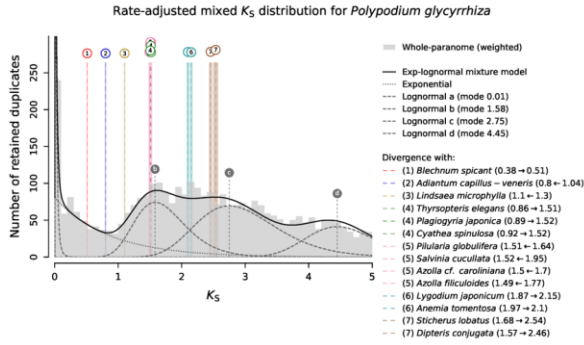 Rate-adjusted mixed KS distribution for Polypodium glycyrrhiza
Number of retained duplicates
250
200
150
100
50
0
0
1
2
3
4
5
KS
1
2
3
4
6
7
b
c
d
Whole-paranome (weighted)
Exp-lognormal mixture model
Exponential
Lognormal a (mode 0.01)
Lognormal b (mode 1.58)
Lognormal c (mode 2.75)
Lognormal d (mode 4.45)
Divergence with:
(1) Blechnum spicant (0.38→0.51)
(2) Adiantum capillus − veneris (0.8←1.04)
(3) Lindsaea microphylla (1.1←1.3)
(4) Thyrsopteris elegans (0.86→1.51)
(4) Plagiogyria japonica (0.89→1.52)
(4) Cyathea spinulosa (0.92→1.52)
(5) Pilularia globulifera (1.51←1.64)
(5) Salvinia cucullata (1.52←1.95)
(5) Azolla cf. caroliniana (1.5←1.7)
(5) Azolla filiculoides (1.49←1.77)
(6) Lygodium japonicum (1.87→2.15)
(6) Anemia tomentosa (1.97→2.1)
(7) Sticherus lobatus (1.68→2.54)
(7) Dipteris conjugata (1.57→2.46)